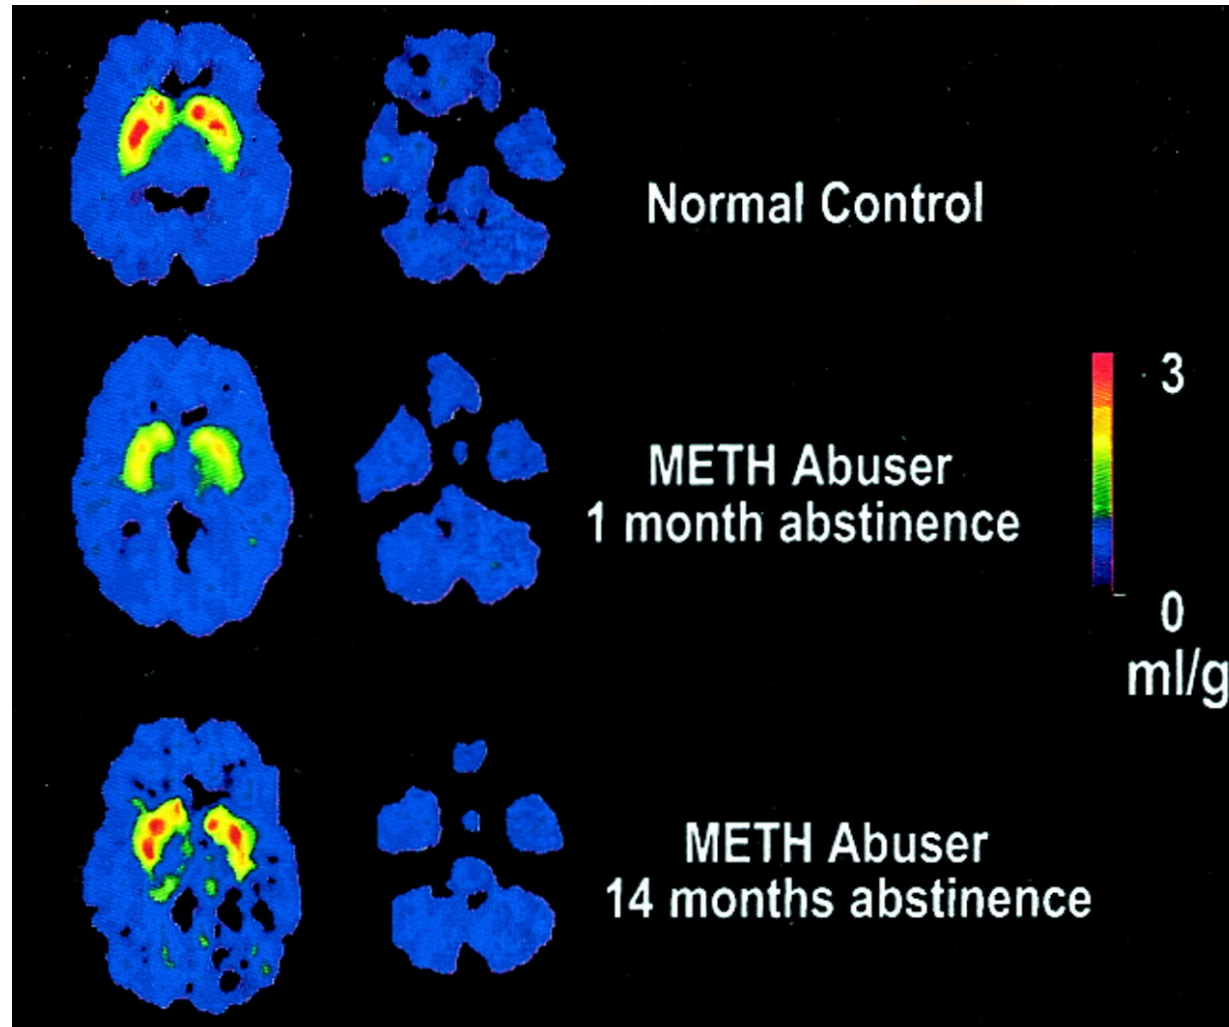 Normal Control
METH Abuser
1 month abstinence
3
0
ml/g
METH Abuser
14 months abstinence